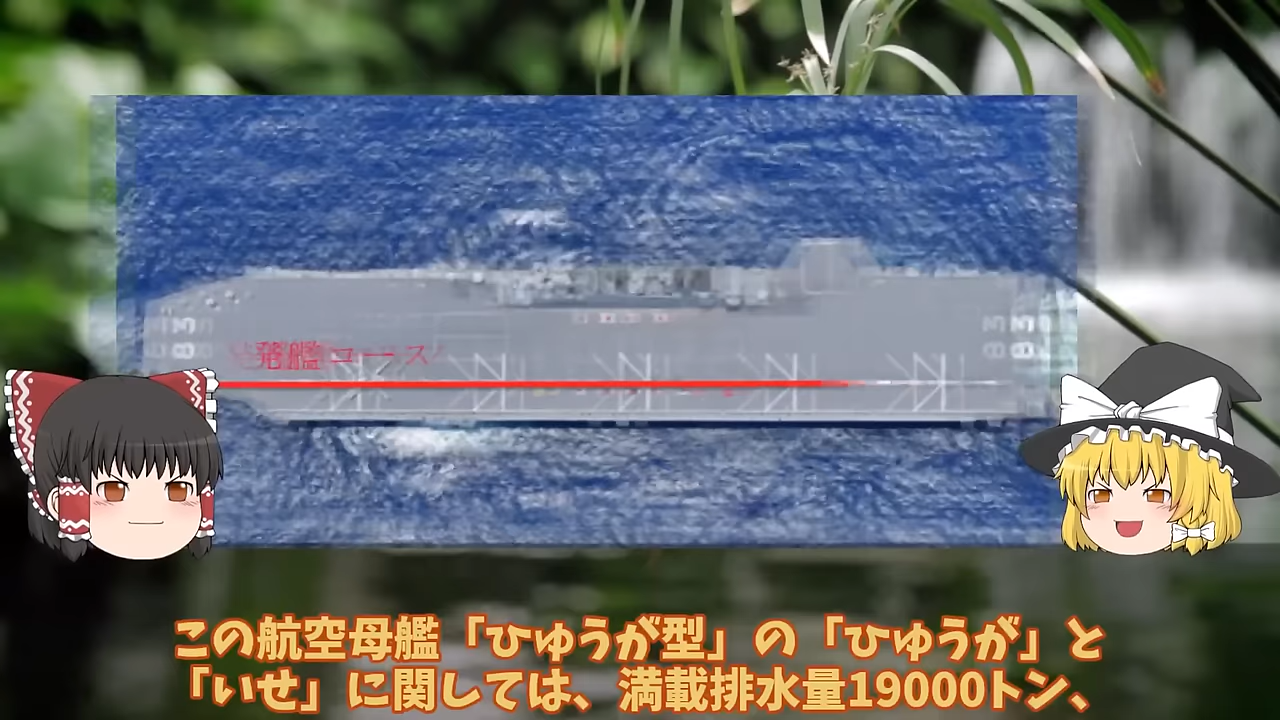 発艦コース
この航空母艦「ひゅうが型」の「ひゅうが」と
「いせ」に関しては、満載排水量19000トン、